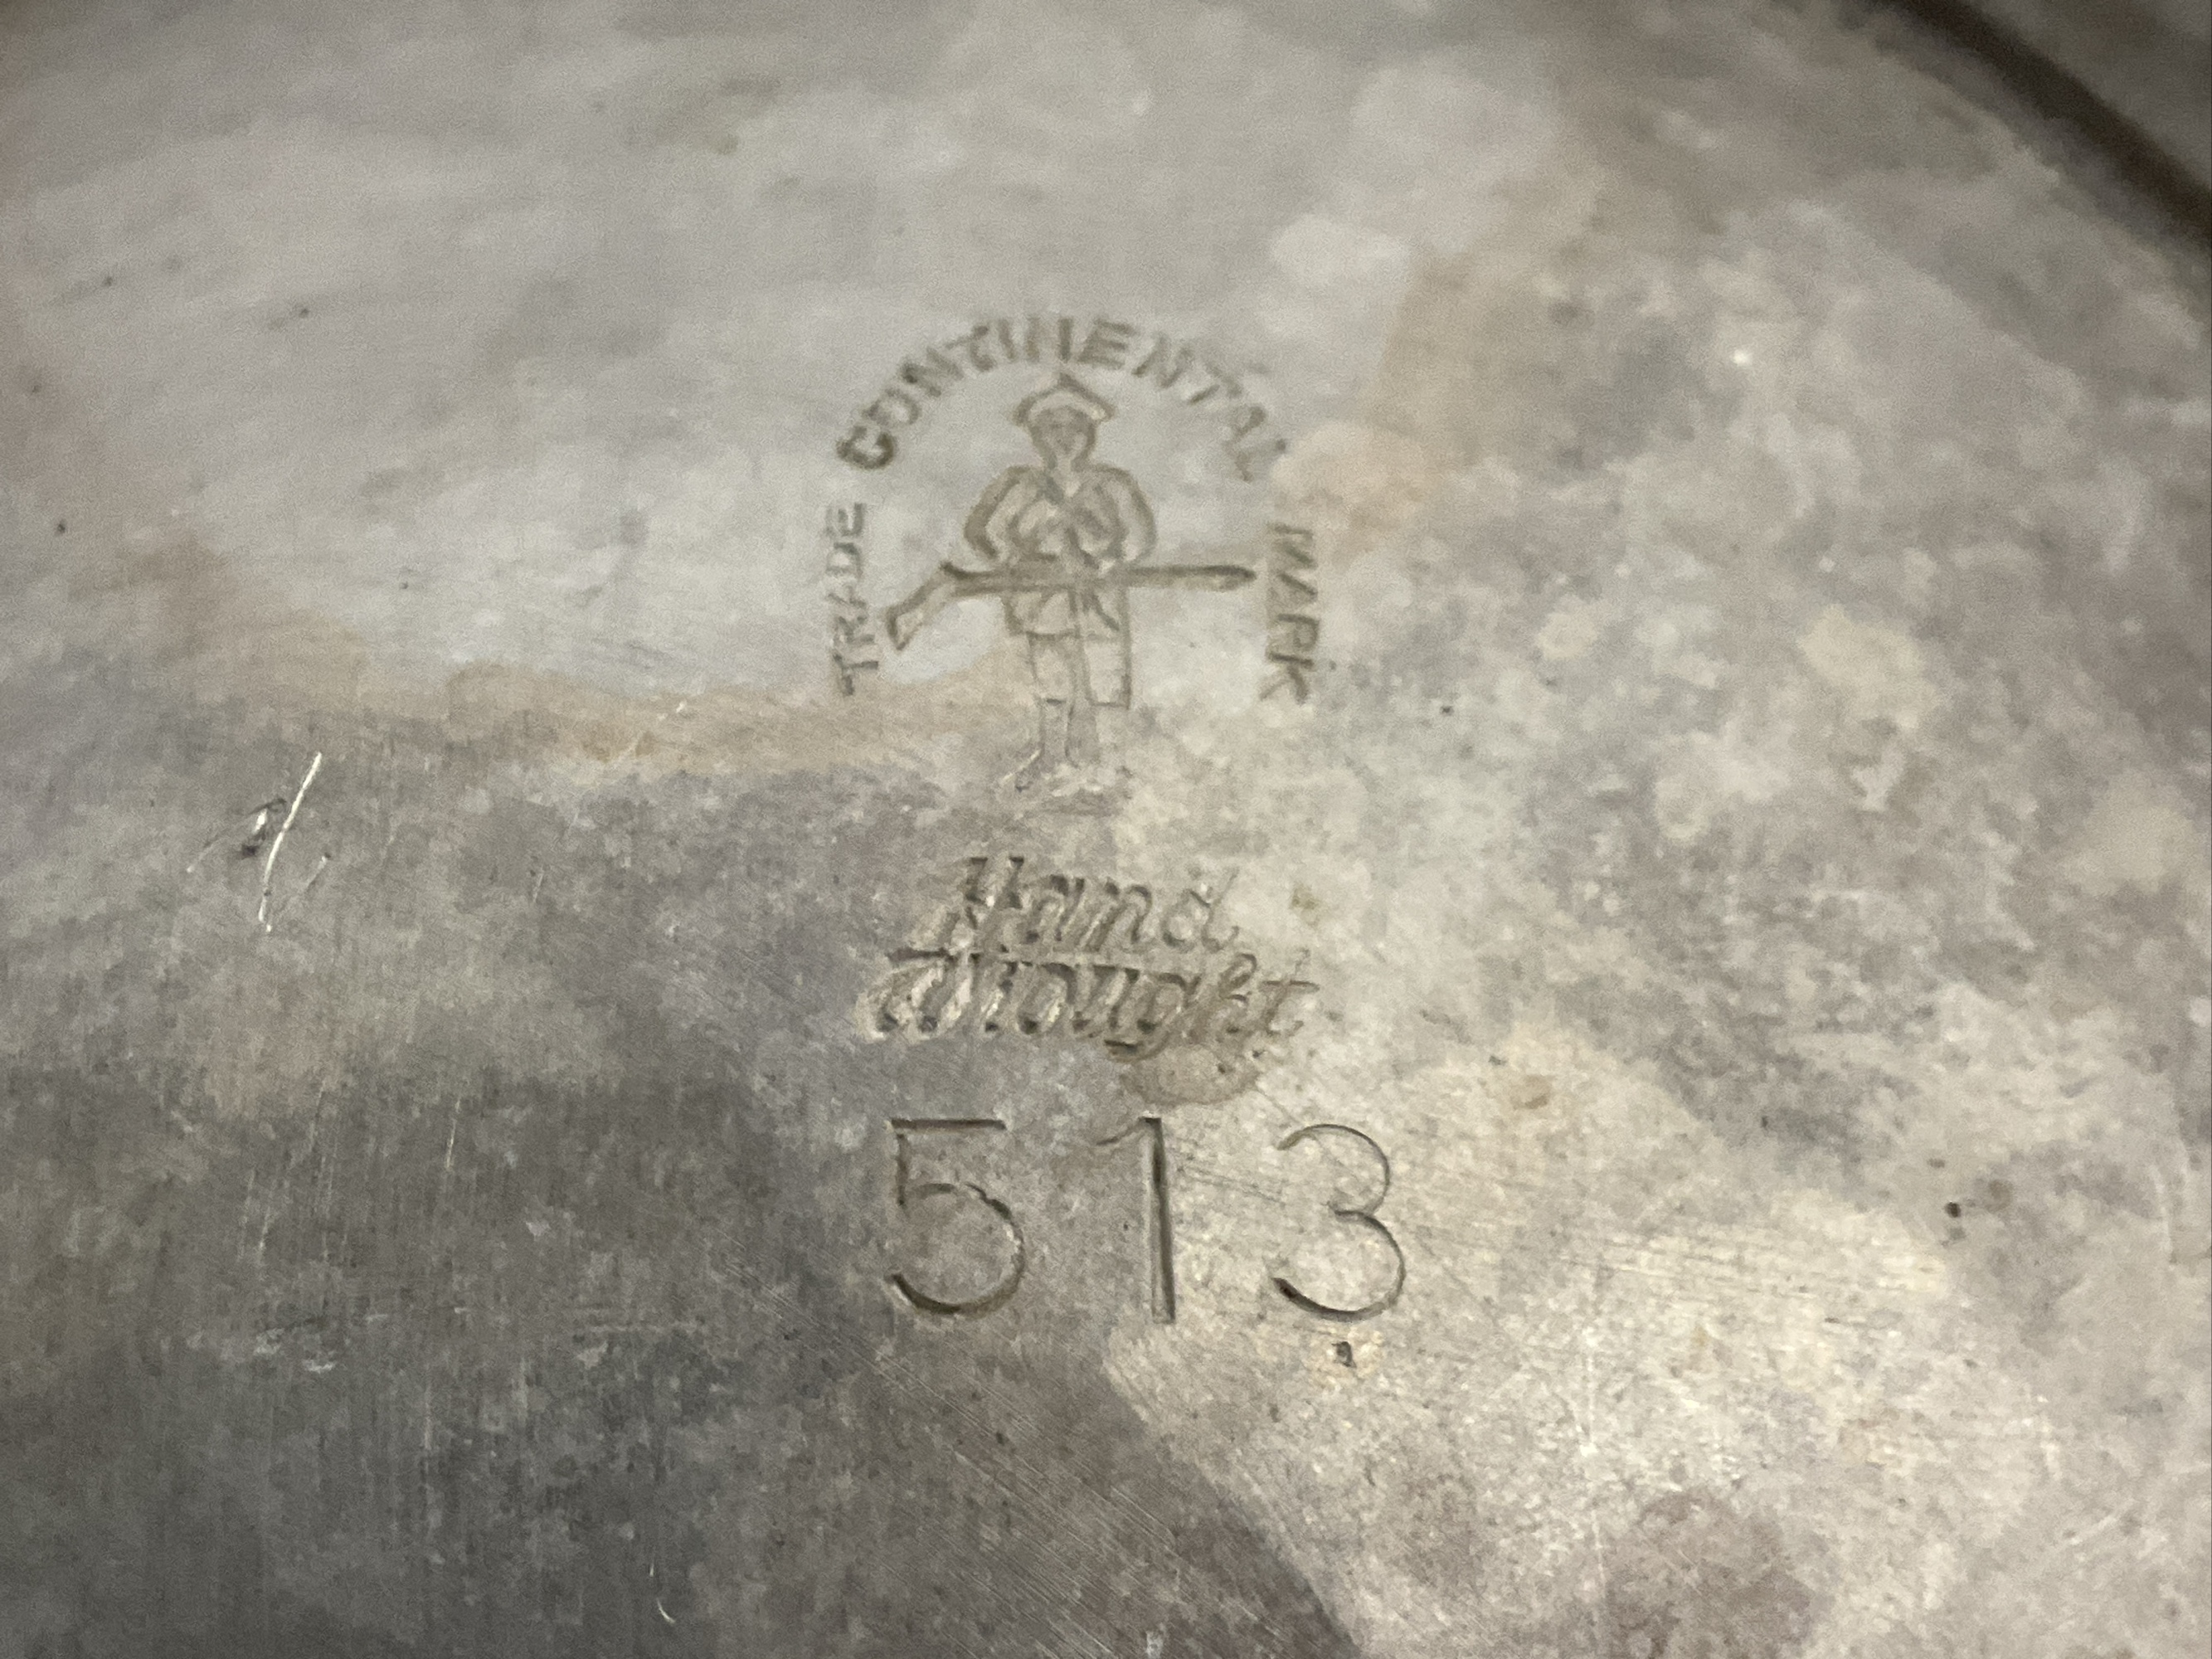 TRADE CONTINENTAL MARK
Hand
Wrought
513